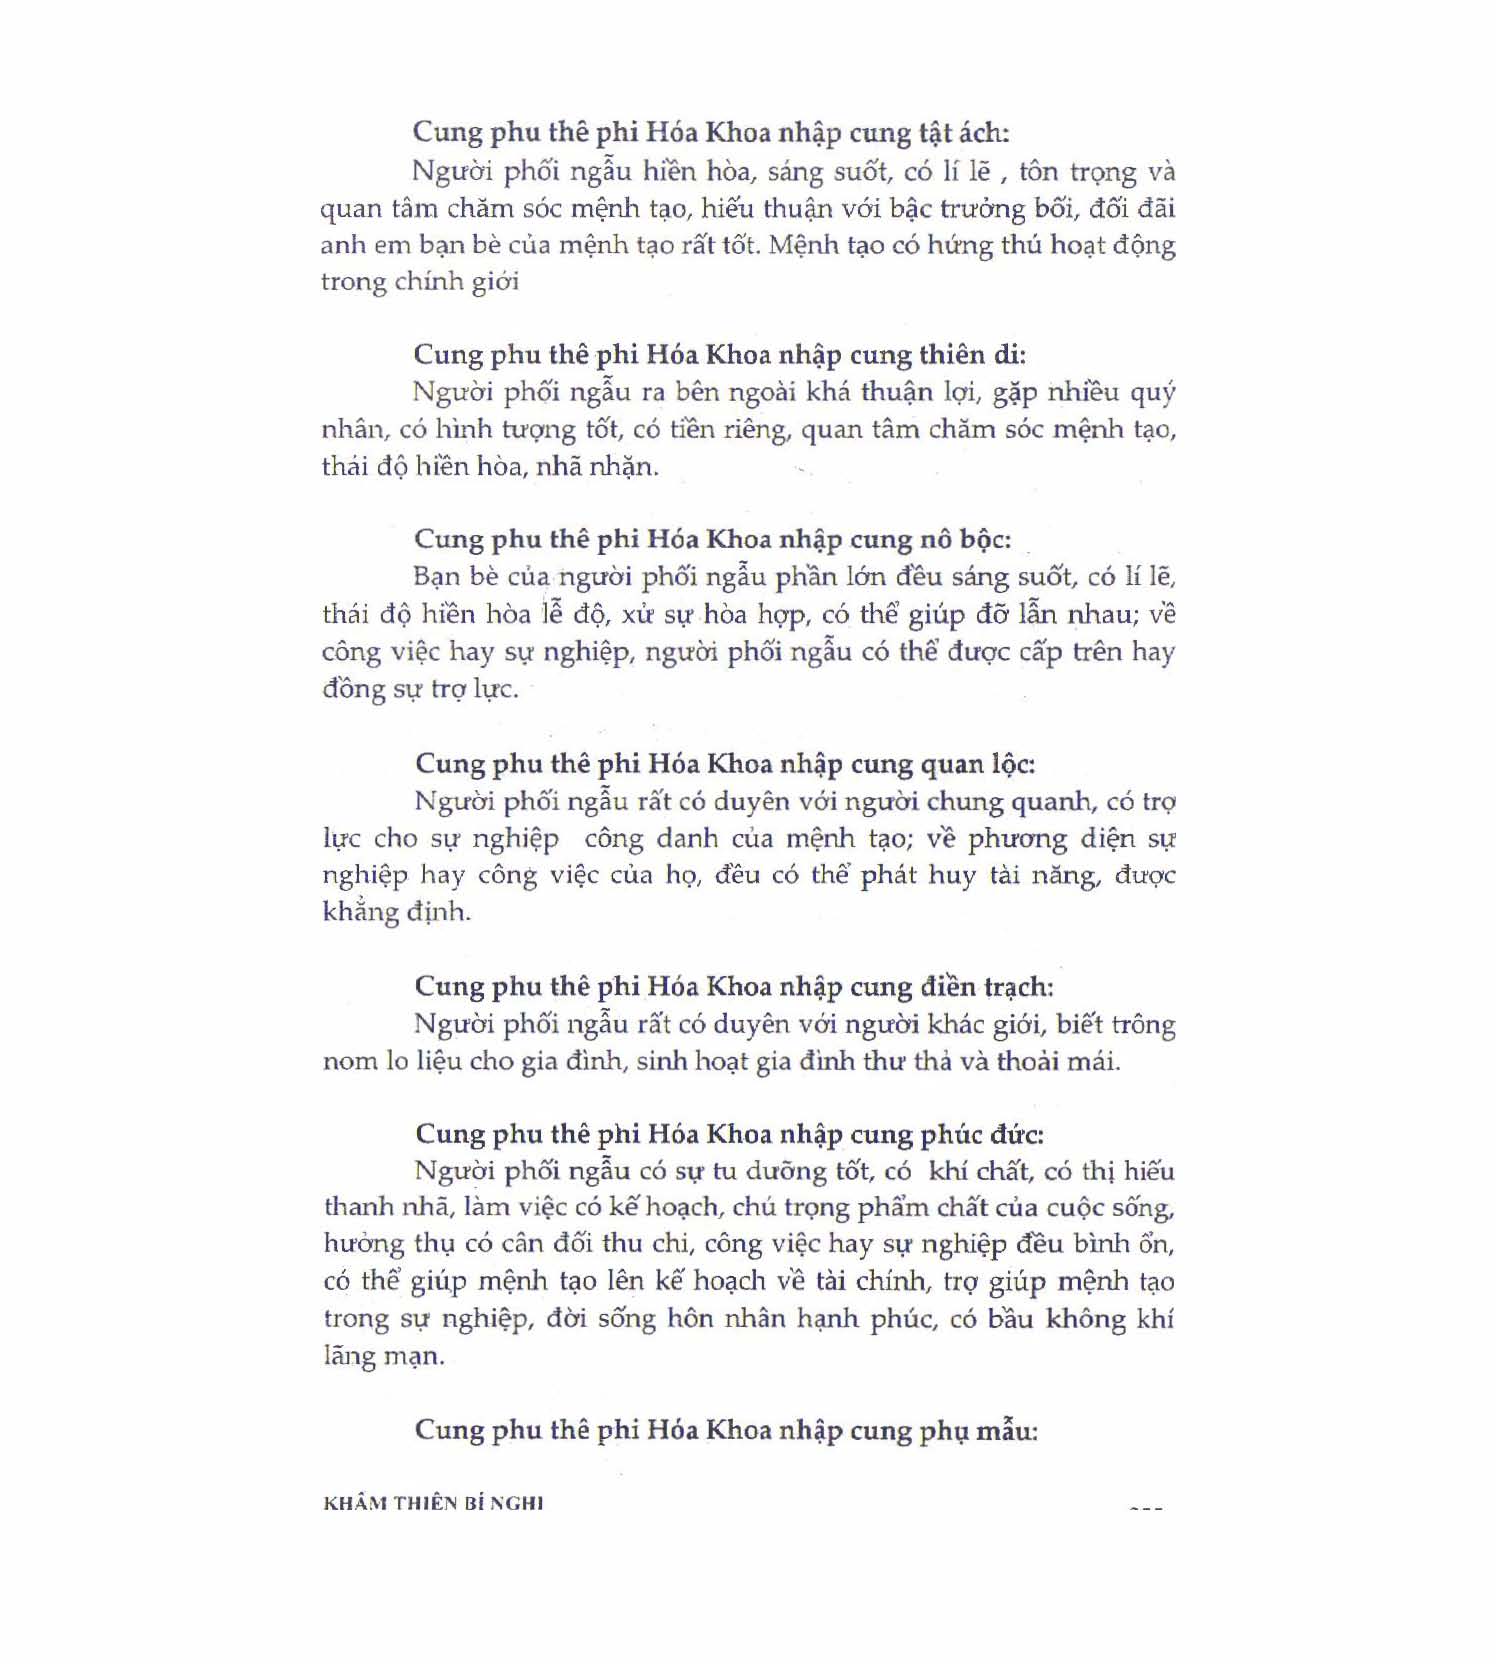 Cung phu thê phi Hóa Khoa nhập cung tật ách:
Người phối ngẫu hiền hòa, sáng suốt, có lí lẽ , tôn trọng và
quan tâm chăm sóc mệnh tạo, hiếu thuận với bậc trưởng bối, đối đãi
anh em bạn bè của mệnh tạo rất tốt. Mệnh tạo có hứng thú hoạt động
trong chính giới
Cung phu thê phi Hóa Khoa nhập cung thiên di:
Người phối ngẫu ra bên ngoài khá thuận lợi, gặp nhiều quý
nhân, có hình tượng tốt, có tiền riêng, quan tâm chăm sóc mệnh tạo,
thái độ hiền hòa, nhã nhặn.
Cung phu thê phi Hóa Khoa nhập cung nô bộc:
Bạn bè của người phối ngẫu phần lớn đều sáng suốt, có lí lẽ,
thái độ hiền hòa lễ độ, xử sự hòa hợp, có thể giúp đỡ lẫn nhau; về
công việc hay sự nghiệp, người phối ngẫu có thể được cấp trên hay
đồng sự trợ lực.
Cung phu thê phi Hóa Khoa nhập cung quan lộc:
Người phối ngẫu rất có duyên với người chung quanh, có trợ
lực cho sự nghiệp công danh của mệnh tạo; về phương diện sự
nghiệp hay công việc của họ, đều có thể phát huy tài năng, được
khẳng định.
Cung phu thê phi Hóa Khoa nhập cung điền trạch:
Người phối ngẫu rất có duyên với người khác giới, biết trông
nom lo liệu cho gia đình, sinh hoạt gia đình thư thả và thoải mái.
Cung phu thê phi Hóa Khoa nhập cung phúc đức:
Người phối ngẫu có sự tu dưỡng tốt, có khí chất, có thị hiếu
thanh nhã, làm việc có kế hoạch, chú trọng phẩm chất của cuộc sống,
hưởng thụ có cân đối thu chi, công việc hay sự nghiệp đều bình ổn,
có thể giúp mệnh tạo lên kế hoạch về tài chính, trợ giúp mệnh tạo
trong sự nghiệp, đời sống hôn nhân hạnh phúc, có bầu không khí
lãng mạn.
Cung phu thê phi Hóa Khoa nhập cung phụ mẫu:
KHÂM THIÊN BÍ NGHI